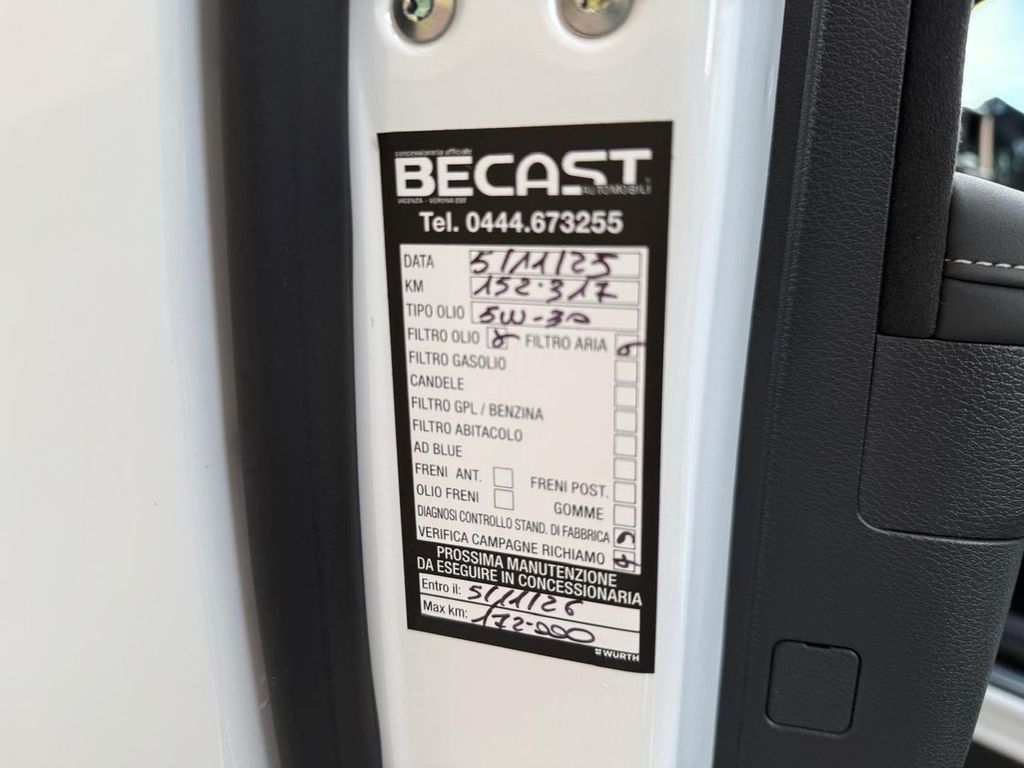 concessionaria ufficiale
BECAST
AUTOMOBILI
VICENZA - VERONA EST
Tel. 0444.673255
DATA 5/11/25
KM 152.317
TIPO OLIO 5W-30
FILTRO OLIO FILTRO ARIA
FILTRO GASOLIO
CANDELE
FILTRO GPL / BENZINA
FILTRO ABITACOLO
AD BLUE
FRENI ANT. FRENI POST.
OLIO FRENI GOMME
DIAGNOSI CONTROLLO STAND. DI FABBRICA
VERIFICA CAMPAGNE RICHIAMO
PROSSIMA MANUTENZIONE
DA ESEGUIRE IN CONCESSIONARIA
Entro il: 5/11/26
Max km: 172.000
WÜRTH